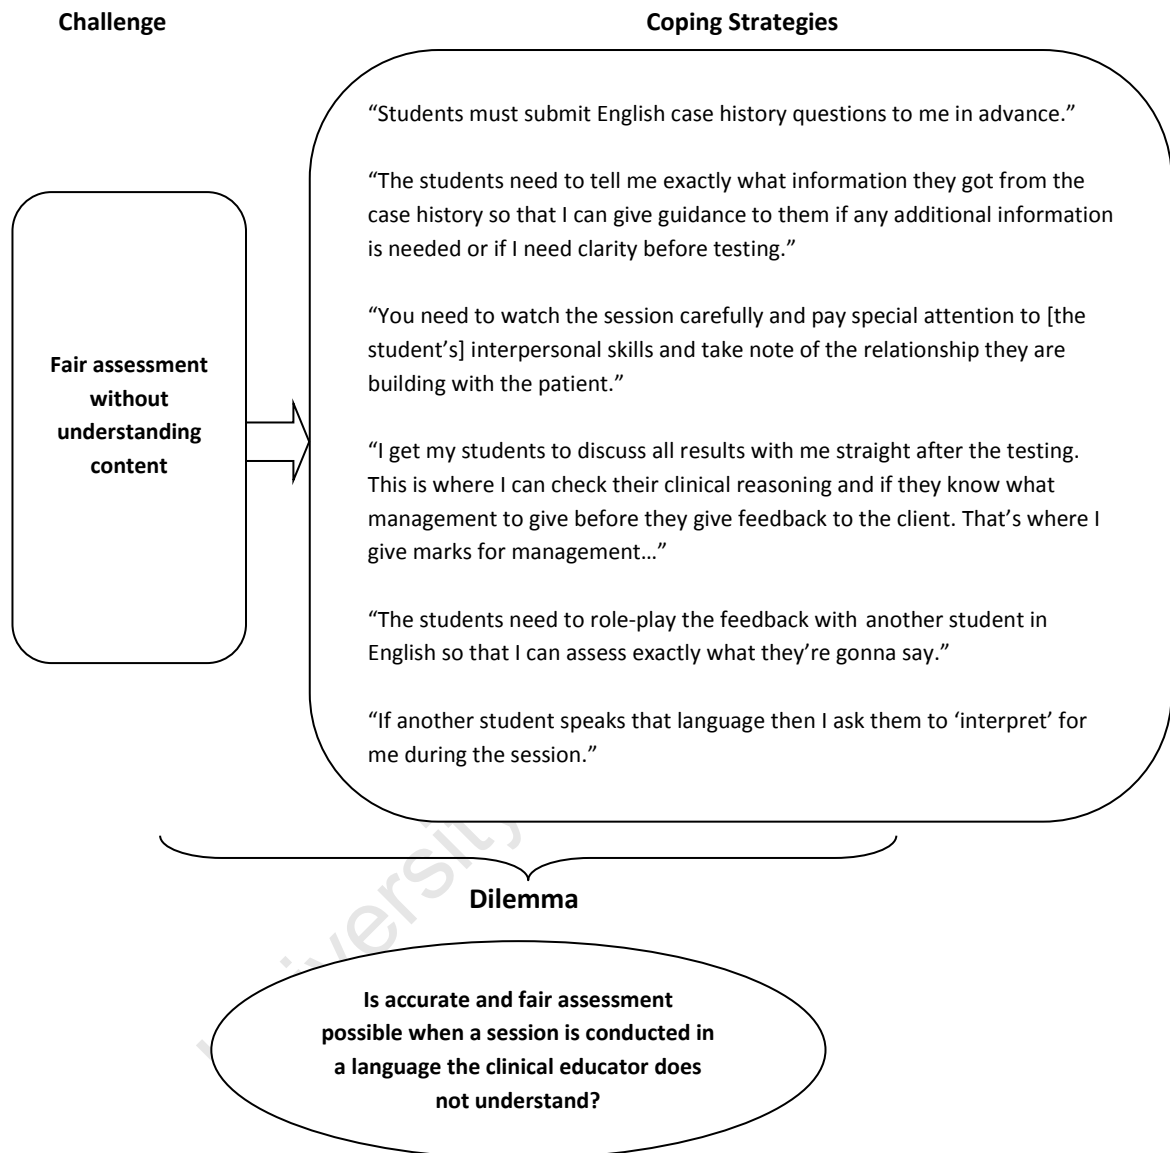 Challenge
Coping Strategies
“Students must submit English case history questions to me in advance.”
“The students need to tell me exactly what information they got from the
case history so that I can give guidance to them if any additional information
is needed or if I need clarity before testing.”
“You need to watch the session carefully and pay special attention to [the
student’s] interpersonal skills and take note of the relationship they are
building with the patient.”
“I get my students to discuss all results with me straight after the testing.
This is where I can check their clinical reasoning and if they know what
management to give before they give feedback to the client. That’s where I
give marks for management…”
“The students need to role-play the feedback with another student in
English so that I can assess exactly what they’re gonna say.”
“If another student speaks that language then I ask them to ‘interpret’ for
me during the session.”
Fair assessment
without
understanding
content
Dilemma
Is accurate and fair assessment
possible when a session is conducted in
a language the clinical educator does
not understand?